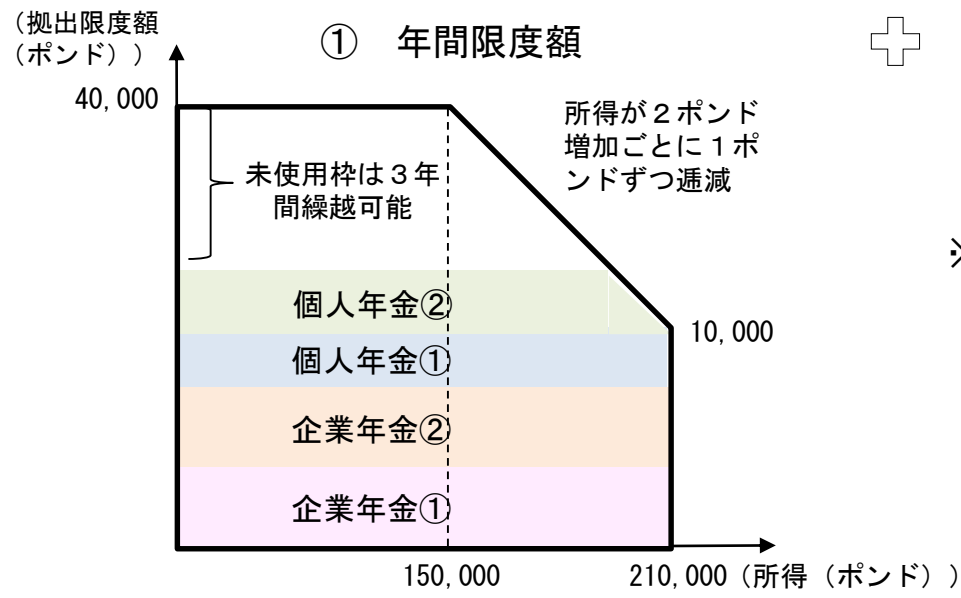 （拠出限度額
（ポンド））
① 年間限度額
40,000
所得が２ポンド
増加ごとに１ポ
ンドずつ逓減
未使用枠は３年
間繰越可能
※
個人年金②
10,000
個人年金①
企業年金②
企業年金①
150,000
210,000（所得（ポンド））